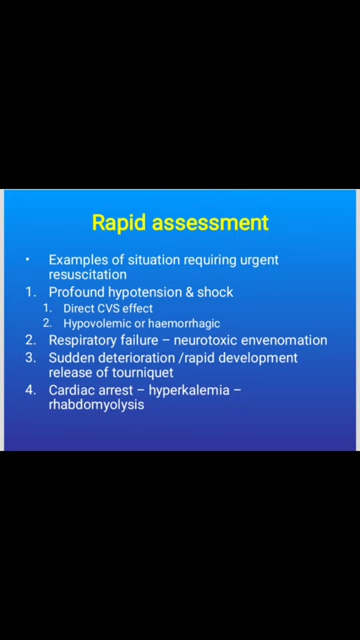 Rapid assessment
• Examples of situation requiring urgent
resuscitation
1. Profound hypotension & shock
1. Direct CVS effect
2. Hypovolemic or haemorrhagic
2. Respiratory failure – neurotoxic envenomation
3. Sudden deterioration /rapid development
release of tourniquet
4. Cardiac arrest – hyperkalemia –
rhabdomyolysis